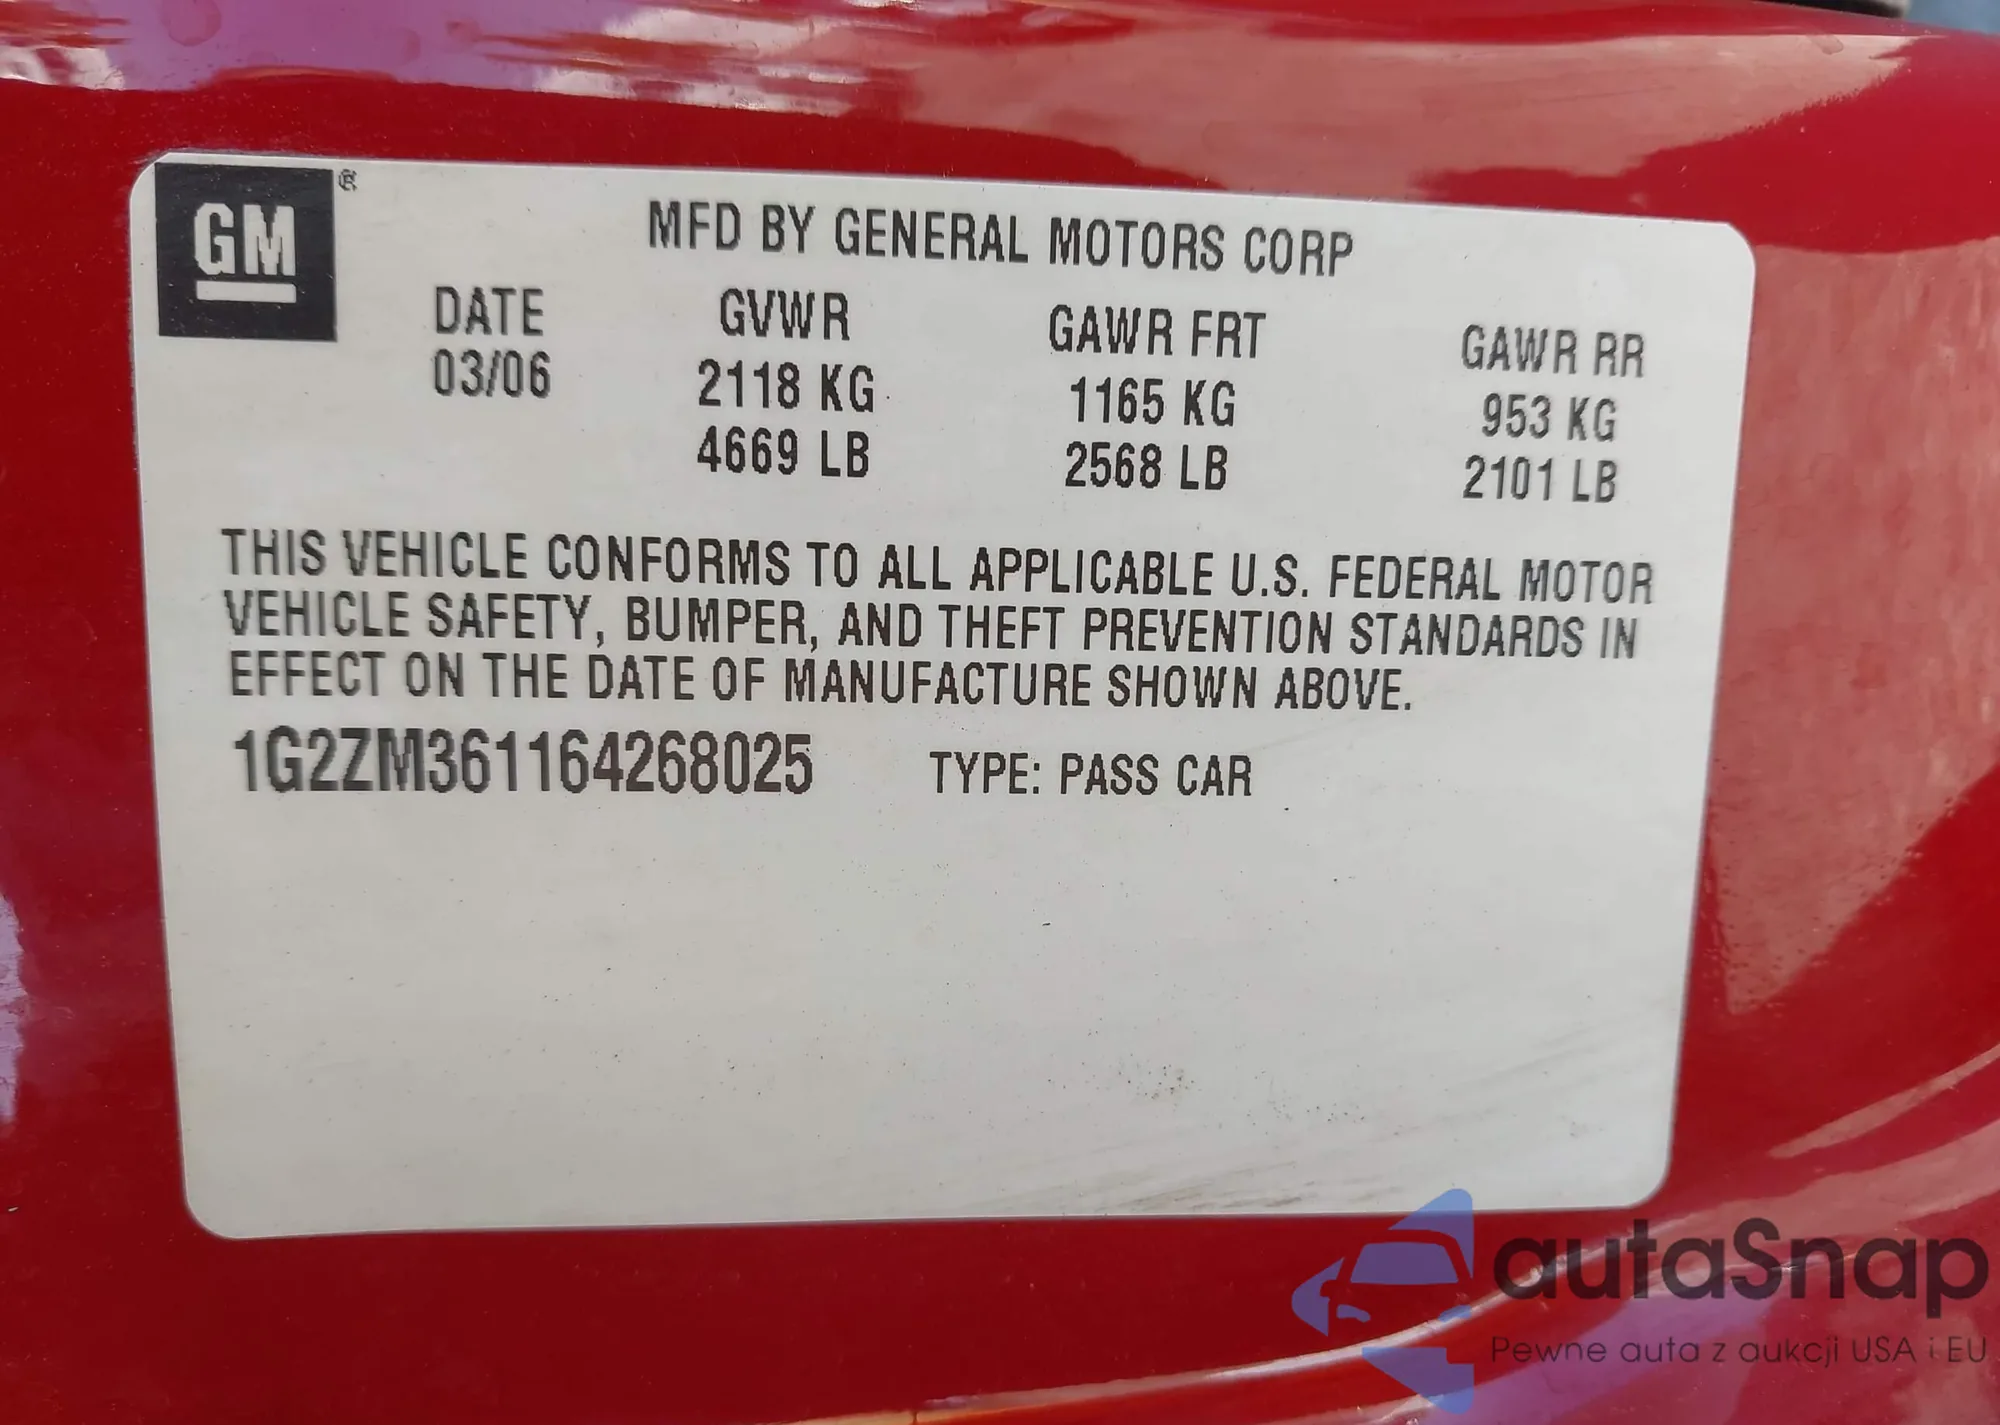 GM ®
MFD BY GENERAL MOTORS CORP
DATE GVWR GAWR FRT GAWR RR
03/06 2118 KG 1165 KG 953 KG
4669 LB 2568 LB 2101 LB
THIS VEHICLE CONFORMS TO ALL APPLICABLE U.S. FEDERAL MOTOR
VEHICLE SAFETY, BUMPER, AND THEFT PREVENTION STANDARDS IN
EFFECT ON THE DATE OF MANUFACTURE SHOWN ABOVE.
1G2ZM361164268025 TYPE: PASS CAR
autaSnap
Pewne auta z aukcji USA i EU